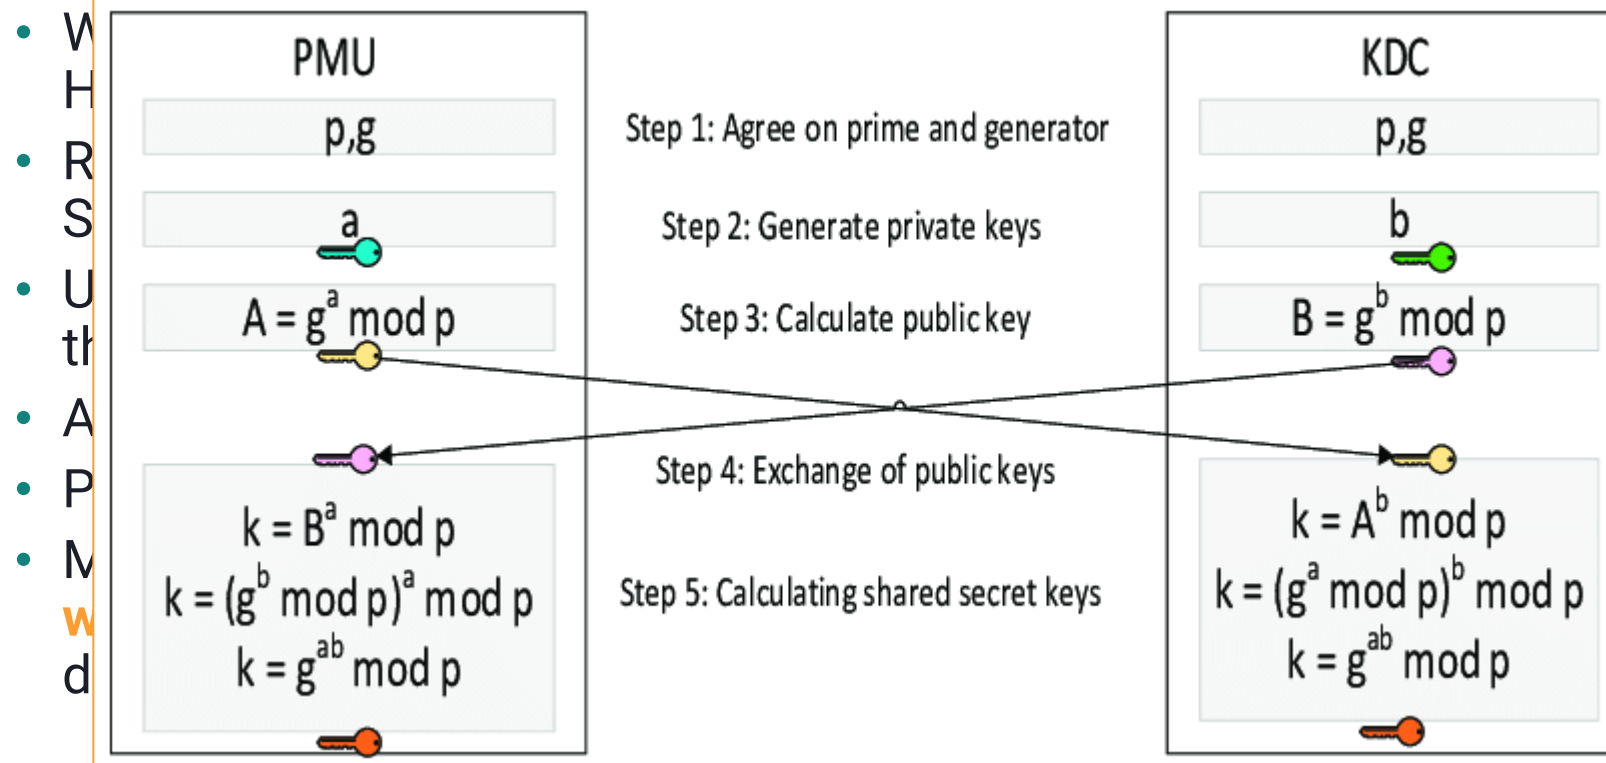 W
H
R
S
U
th
A
P
M
w
d
PMU
p,g
a
A = g^a mod p
k = B^a mod p
k = (g^b mod p)^a mod p
k = g^ab mod p
Step 1: Agree on prime and generator
Step 2: Generate private keys
Step 3: Calculate public key
Step 4: Exchange of public keys
Step 5: Calculating shared secret keys
KDC
p,g
b
B = g^b mod p
k = A^b mod p
k = (g^a mod p)^b mod p
k = g^ab mod p